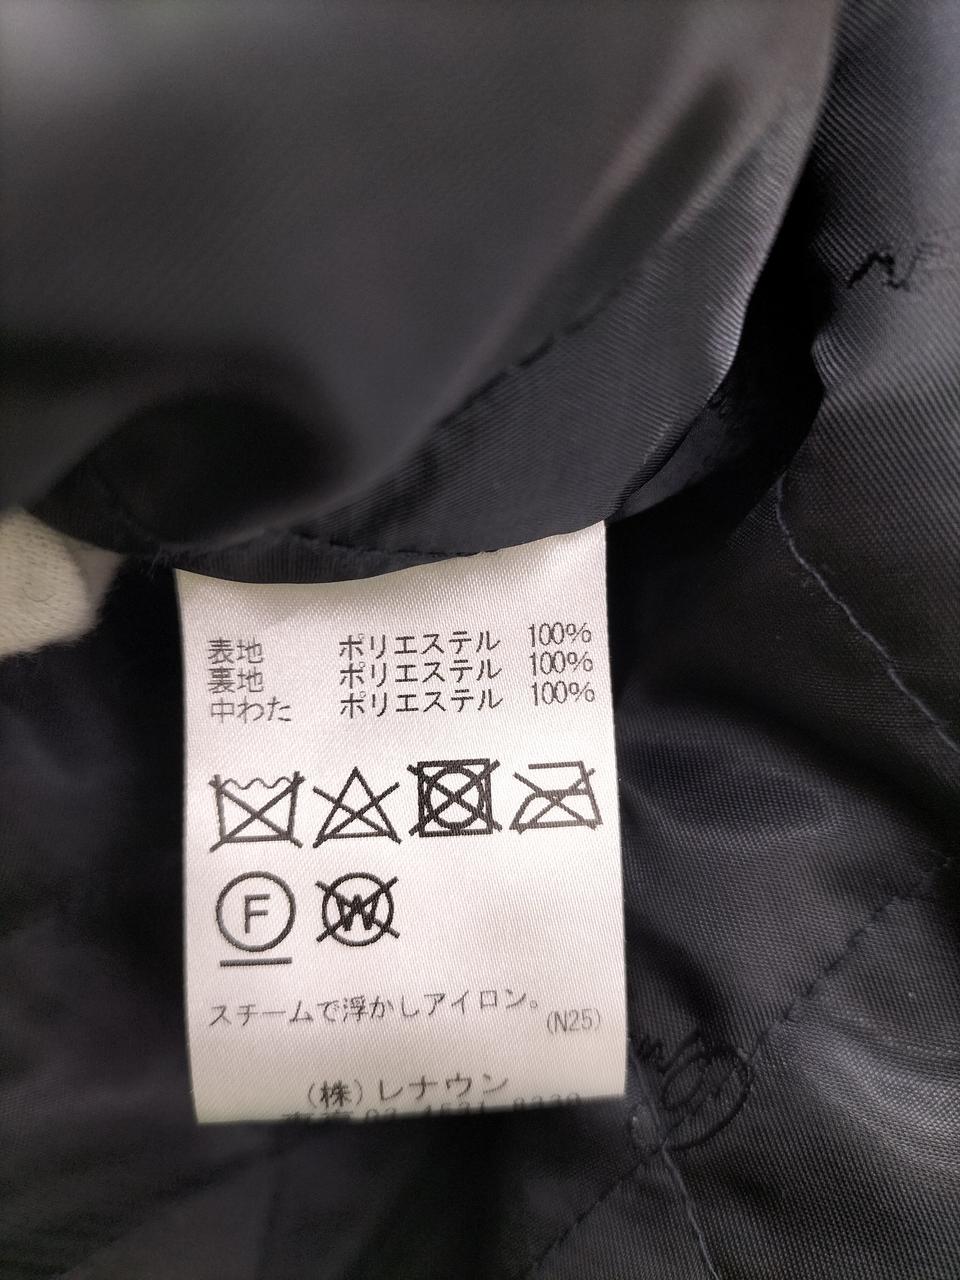 表地 ポリエステル 100%
裏地 ポリエステル 100%
中わた ポリエステル 100%
F
W
スチームで浮かしアイロン。
(N25)
(株)レナウン